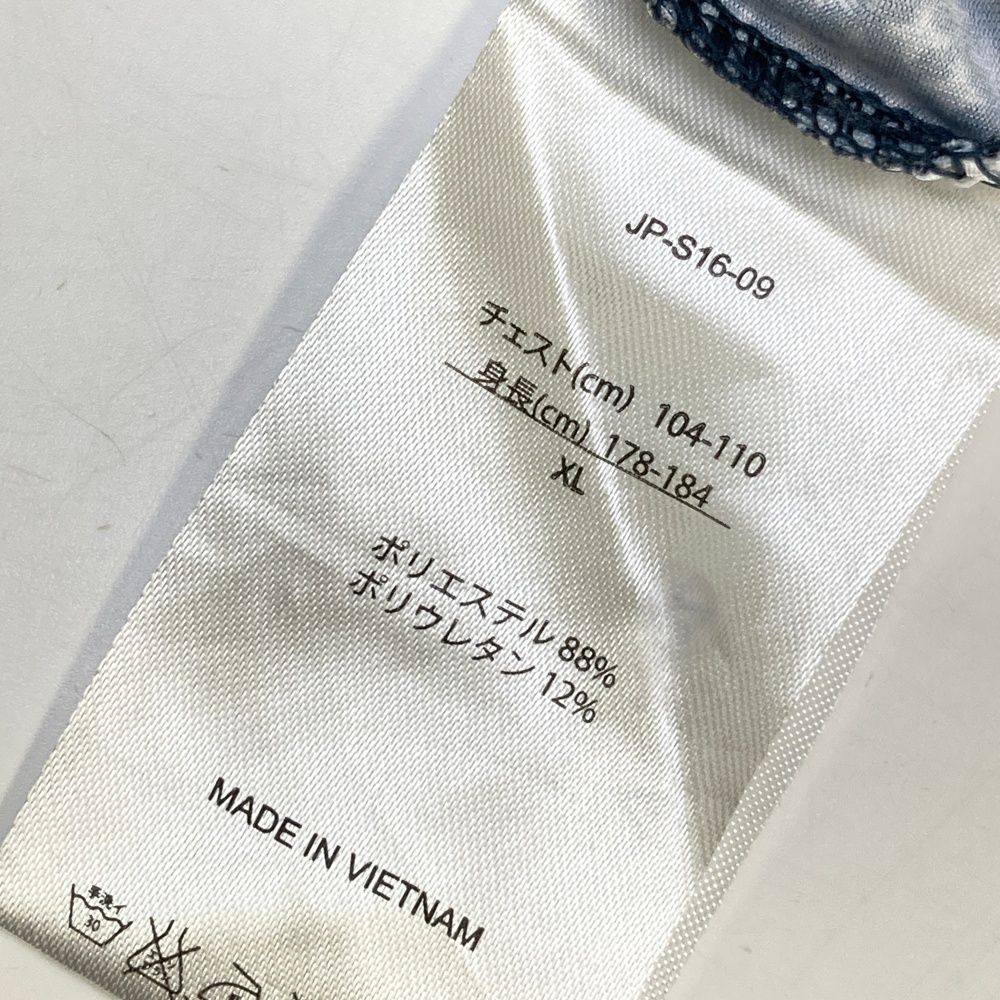 JP-S16-09
チェスト(cm) 104-110
身長(cm) 178-184
XL
ポリエステル 88%
ポリウレタン 12%
MADE IN VIETNAM
手洗イ
30